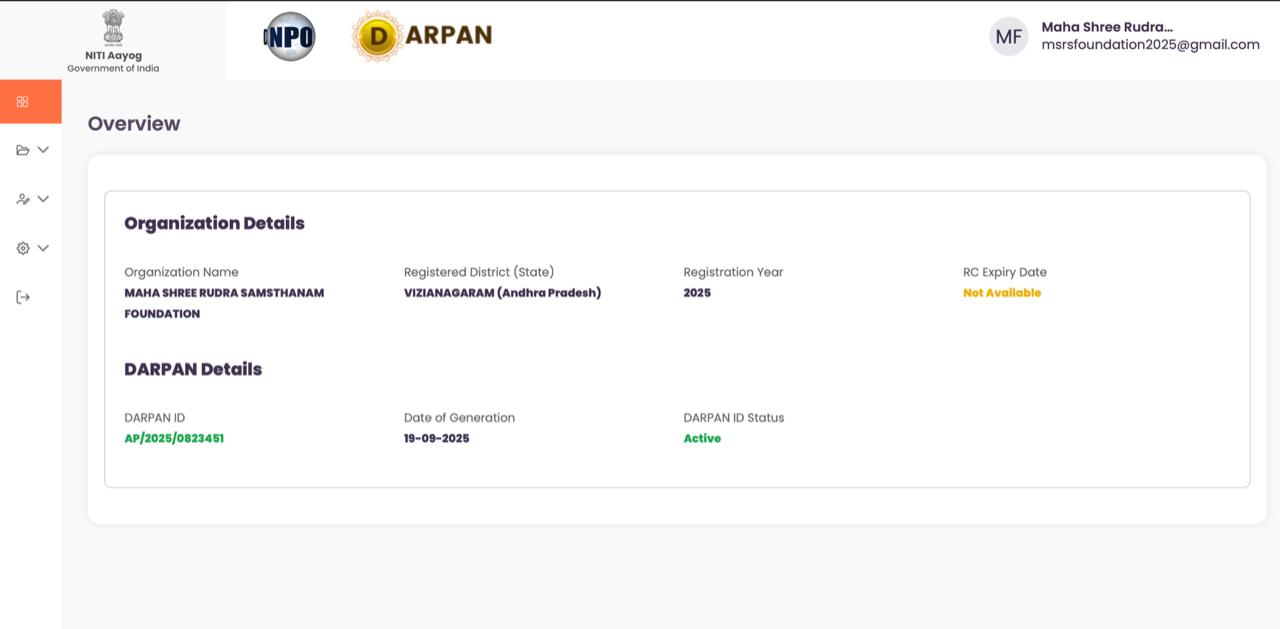 NITI Aayog
Government of India
NPO
DARPAN
MF
Maha Shree Rudra...
msrsfoundation2025@gmail.com
Overview
Organization Details
Organization Name
MAHA SHREE RUDRA SAMSTHANAM
FOUNDATION
Registered District (State)
VIZIANAGARAM (Andhra Pradesh)
Registration Year
2025
RC Expiry Date
Not Available
DARPAN Details
DARPAN ID
AP/2025/0823451
Date of Generation
19-09-2025
DARPAN ID Status
Active